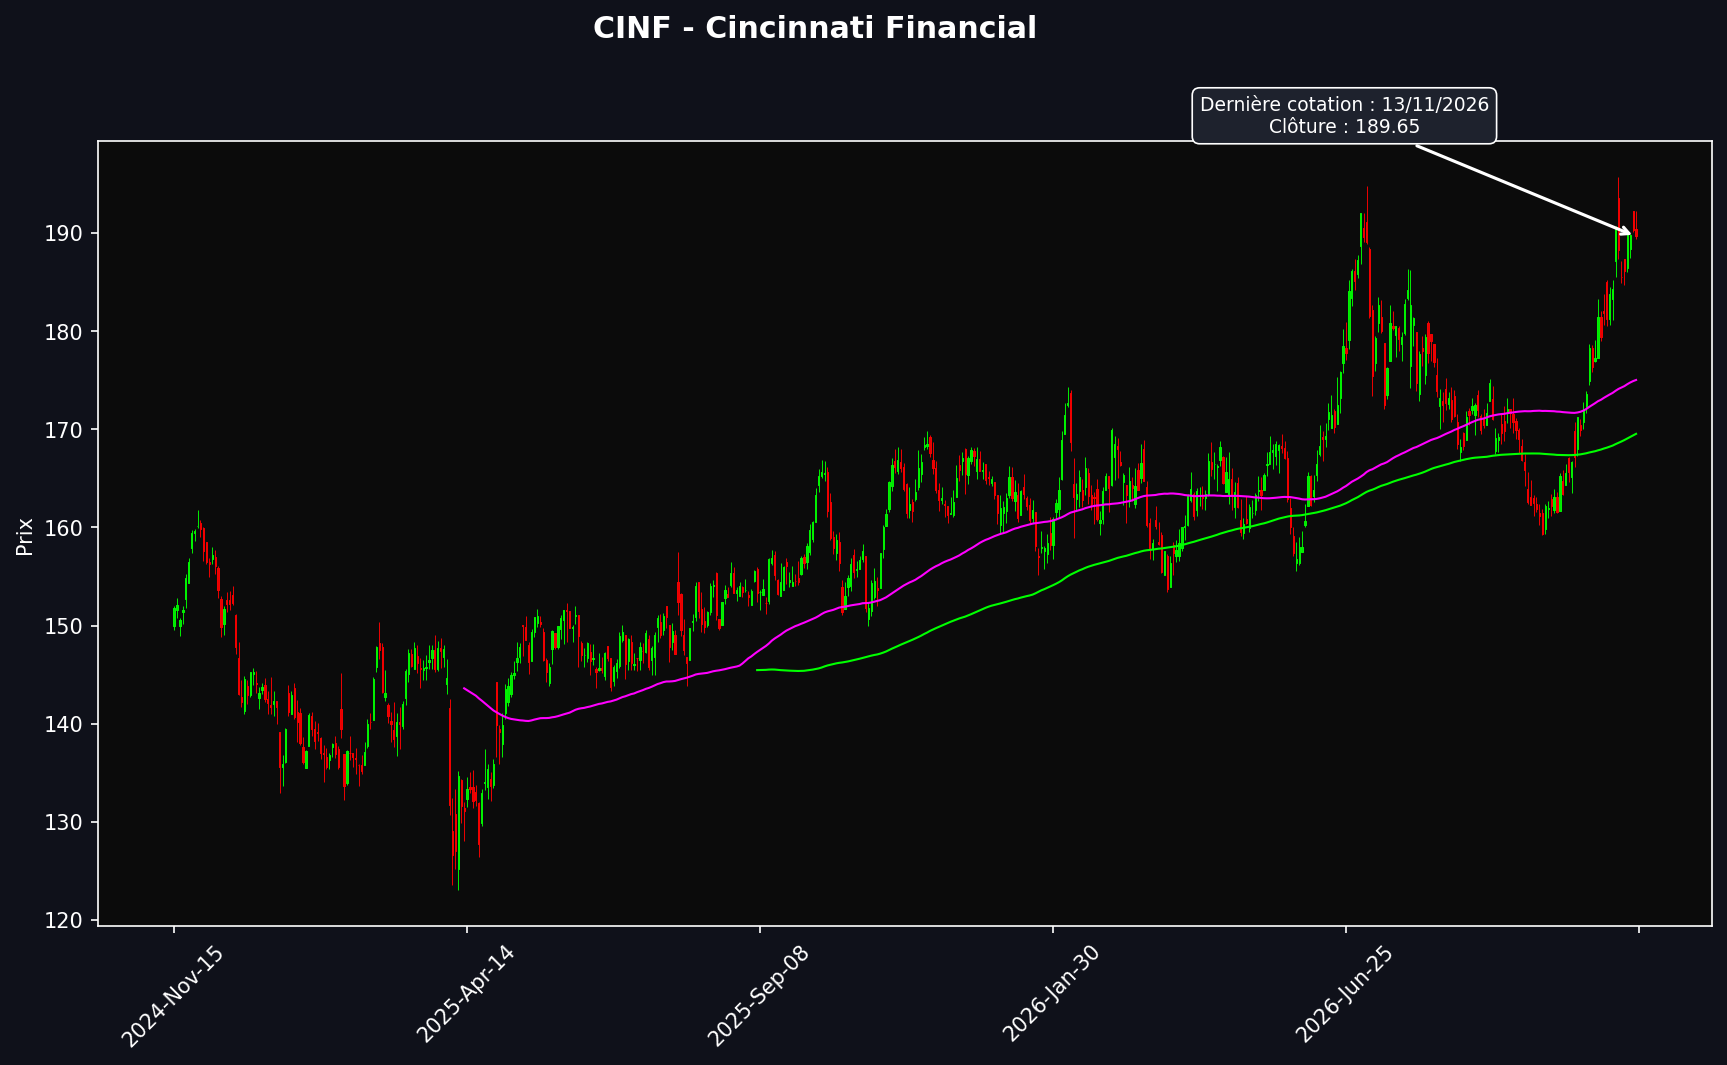 CINF - Cincinnati Financial
Dernière cotation : 13/11/2026
Clôture : 189.65
Prix
190
180
170
160
150
140
130
120
2024-Nov-15
2025-Apr-14
2025-Sep-08
2026-Jan-30
2026-Jun-25